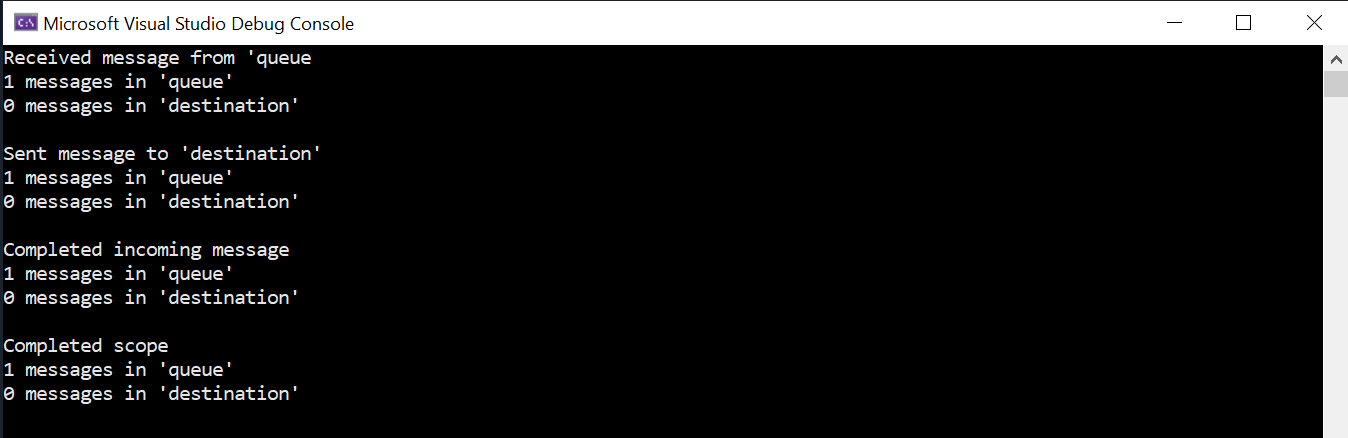 C:\
Microsoft Visual Studio Debug Console
Received message from 'queue
1 messages in 'queue'
0 messages in 'destination'
Sent message to 'destination'
1 messages in 'queue'
0 messages in 'destination'
Completed incoming message
1 messages in 'queue'
0 messages in 'destination'
Completed scope
1 messages in 'queue'
0 messages in 'destination'